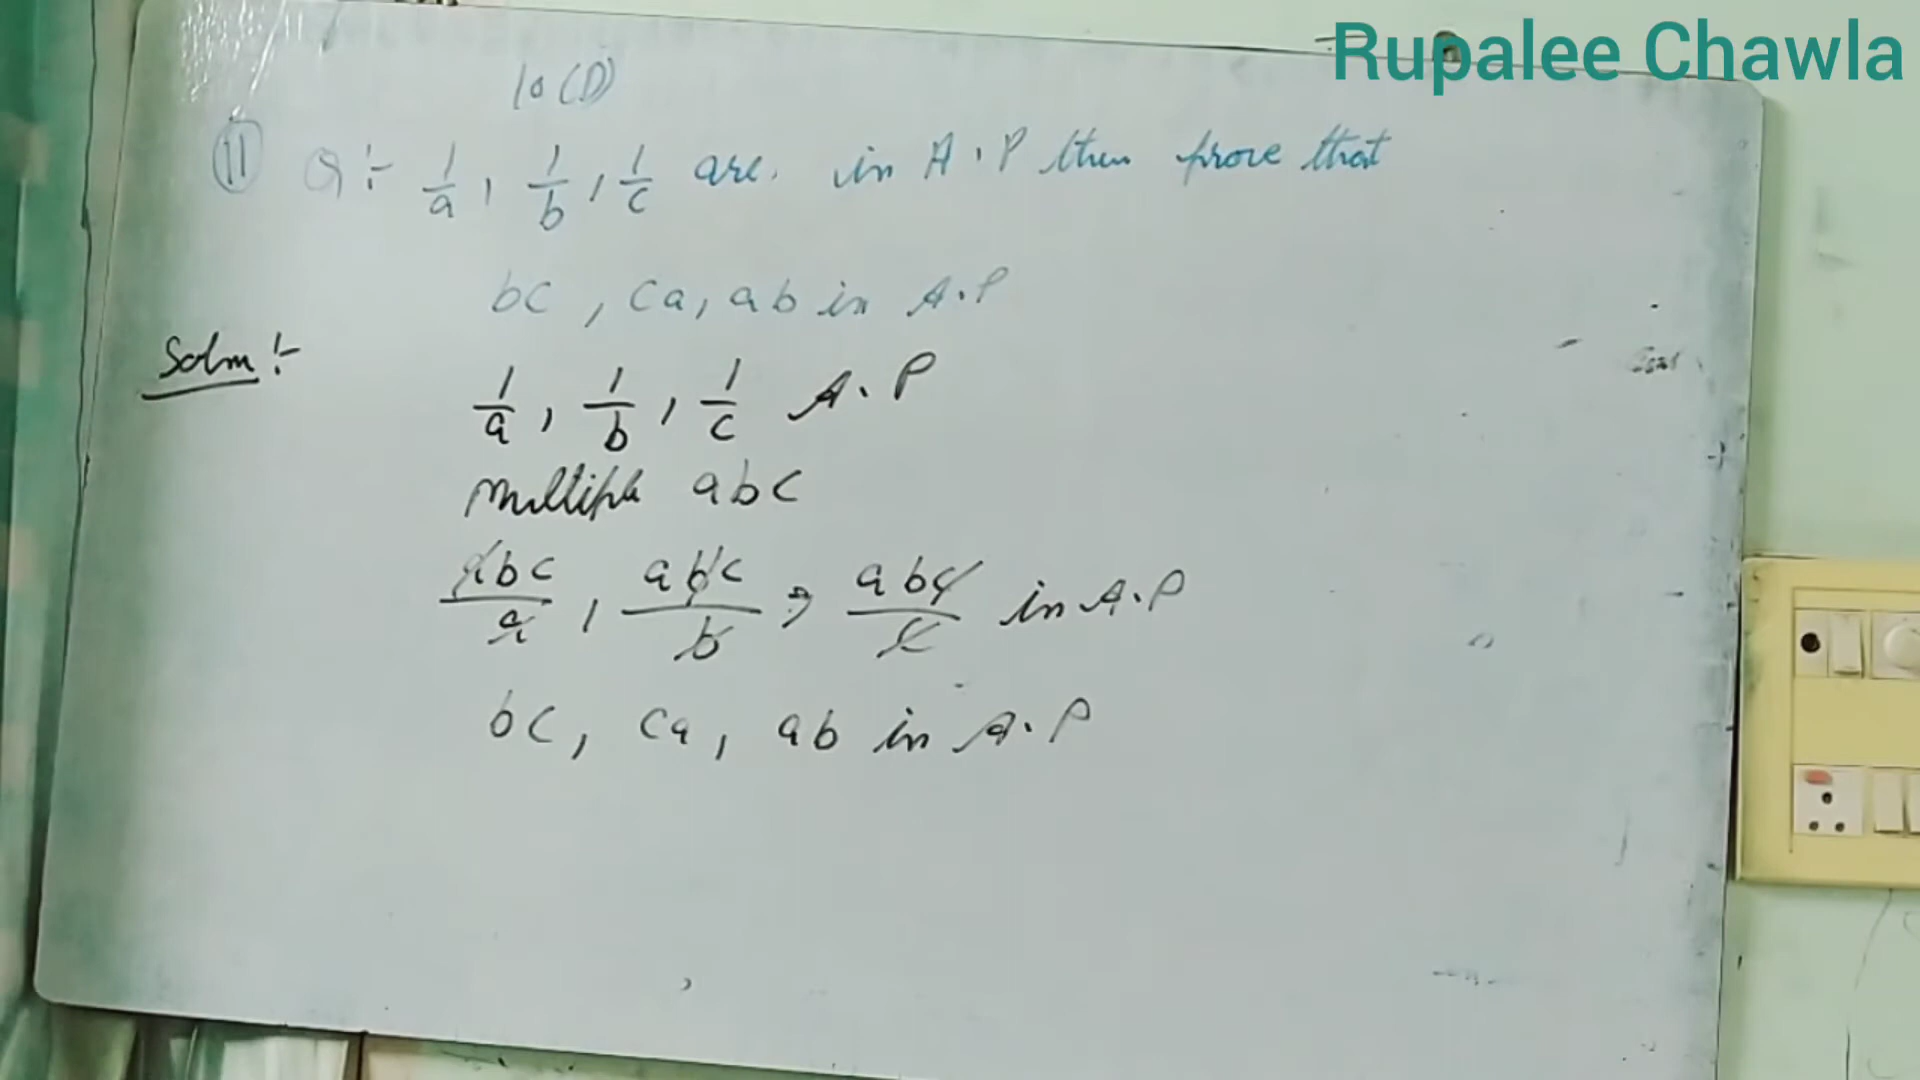 Rupalee Chawla
10 (D)
11 Q:- 1/a, 1/b, 1/c are. in A.P then prove that
bc, ca, ab in A.P
Soln:-
1/a, 1/b, 1/c A.P
abc
abc/a, abc/b, abc/c in A.P
bc, ca, ab in A.P